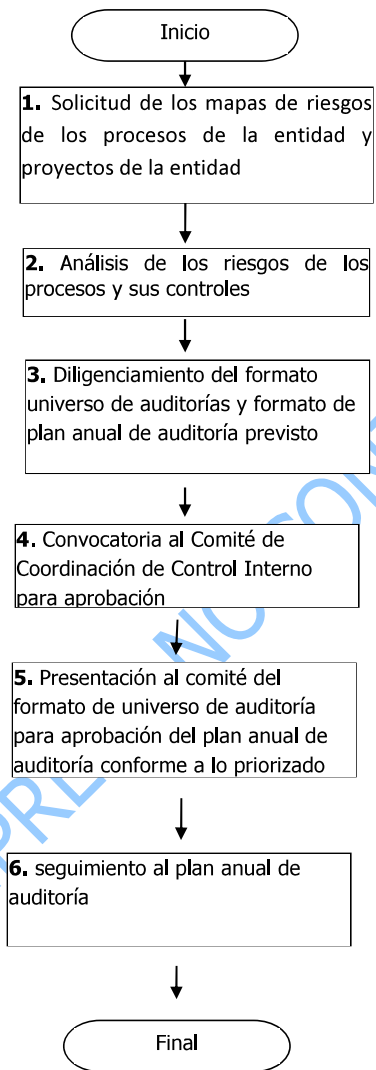 Inicio
1. Solicitud de los mapas de riesgos
de los procesos de la entidad y
proyectos de la entidad
2. Análisis de los riesgos de los
procesos y sus controles
3. Diligenciamiento del formato
universo de auditorías y formato de
plan anual de auditoría previsto
4. Convocatoria al Comité de
Coordinación de Control Interno
para aprobación
5. Presentación al comité del
formato de universo de auditoría
para aprobación del plan anual de
auditoría conforme a lo priorizado
6. seguimiento al plan anual de
auditoría
Final